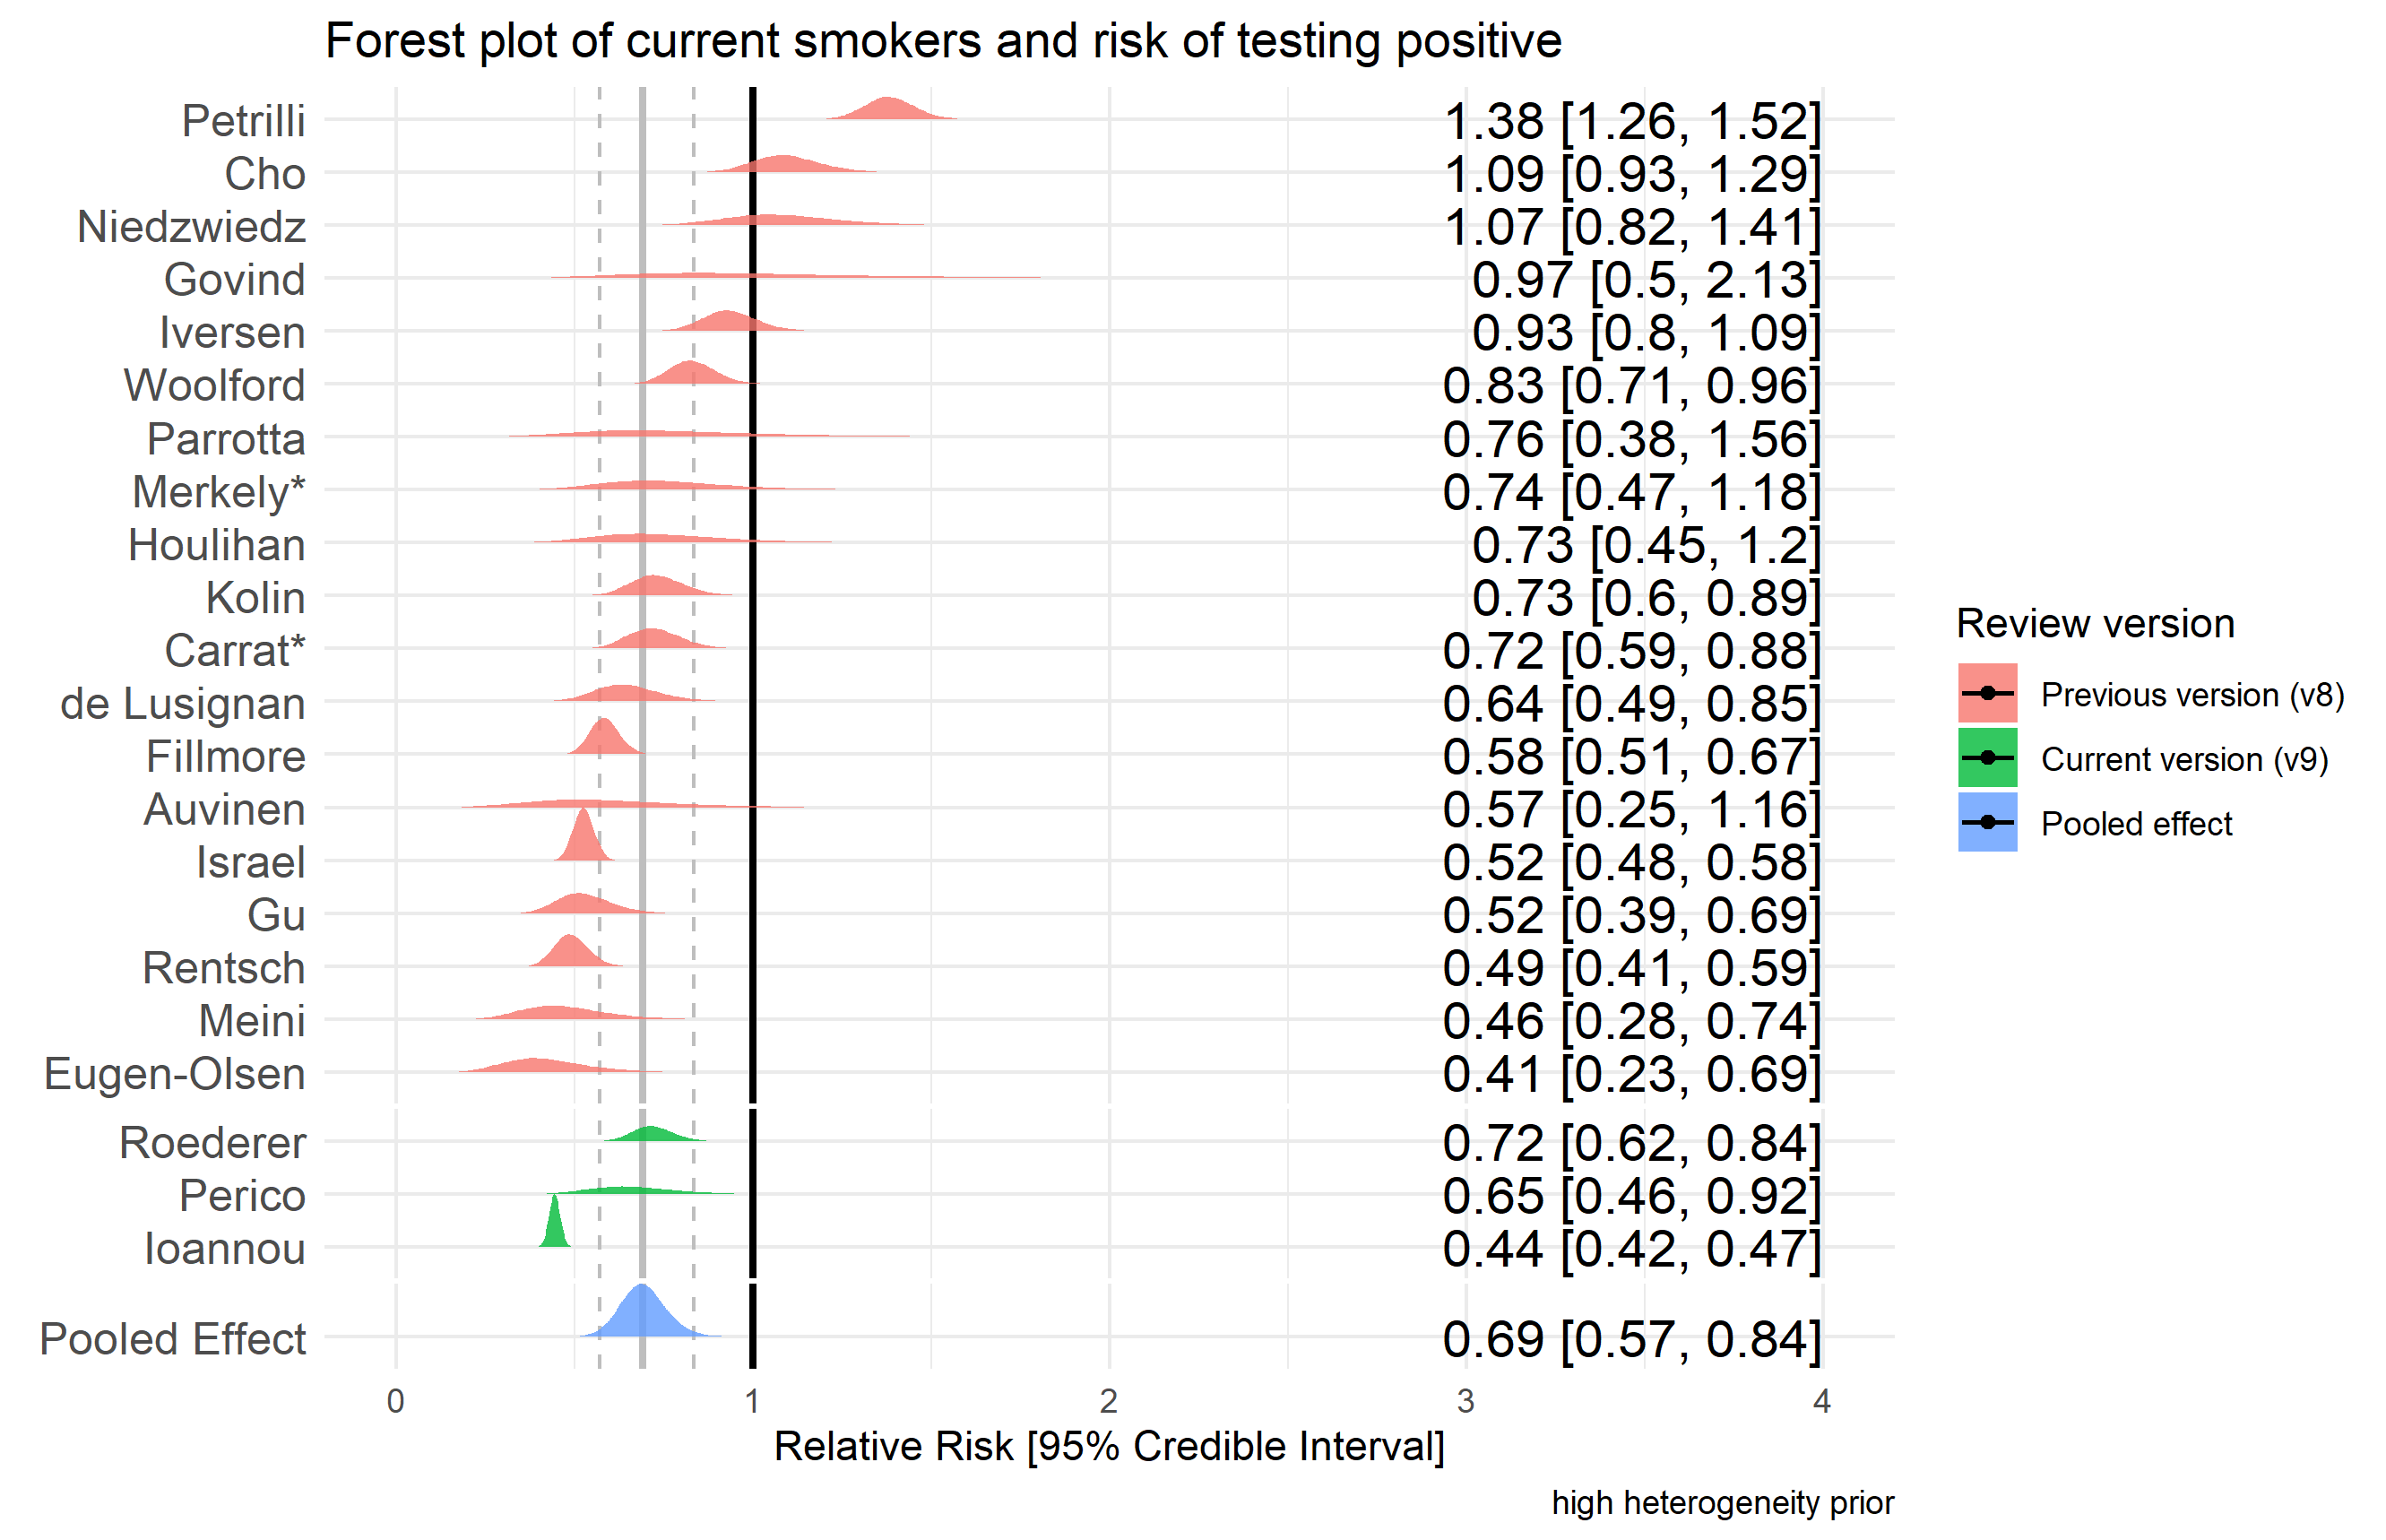 Forest plot of current smokers and risk of testing positive
Petrilli 1.38 [1.26, 1.52]
Cho 1.09 [0.93, 1.29]
Niedzwiedz 1.07 [0.82, 1.41]
Govind 0.97 [0.5, 2.13]
Iversen 0.93 [0.8, 1.09]
Woolford 0.83 [0.71, 0.96]
Parrotta 0.76 [0.38, 1.56]
Merkely* 0.74 [0.47, 1.18]
Houlihan 0.73 [0.45, 1.2]
Kolin 0.73 [0.6, 0.89]
Carrat* 0.72 [0.59, 0.88]
de Lusignan 0.64 [0.49, 0.85]
Fillmore 0.58 [0.51, 0.67]
Auvinen 0.57 [0.25, 1.16]
Israel 0.52 [0.48, 0.58]
Gu 0.52 [0.39, 0.69]
Rentsch 0.49 [0.41, 0.59]
Meini 0.46 [0.28, 0.74]
Eugen-Olsen 0.41 [0.23, 0.69]
Roederer 0.72 [0.62, 0.84]
Perico 0.65 [0.46, 0.92]
Ioannou 0.44 [0.42, 0.47]
Pooled Effect 0.69 [0.57, 0.84]
0 1 2 3 4
Relative Risk [95% Credible Interval]
high heterogeneity prior
Review version
Previous version (v8)
Current version (v9)
Pooled effect